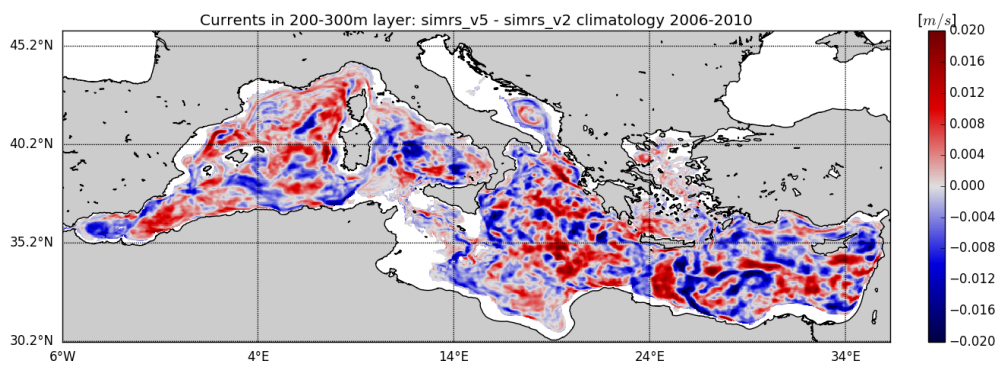 Currents in 200-300m layer: simrs_v5 - simrs_v2 climatology 2006-2010
[m/s]
45.2°N
40.2°N
35.2°N
30.2°N
6°W
4°E
14°E
24°E
34°E
0.020
0.016
0.012
0.008
0.004
0.000
−0.004
−0.008
−0.012
−0.016
−0.020